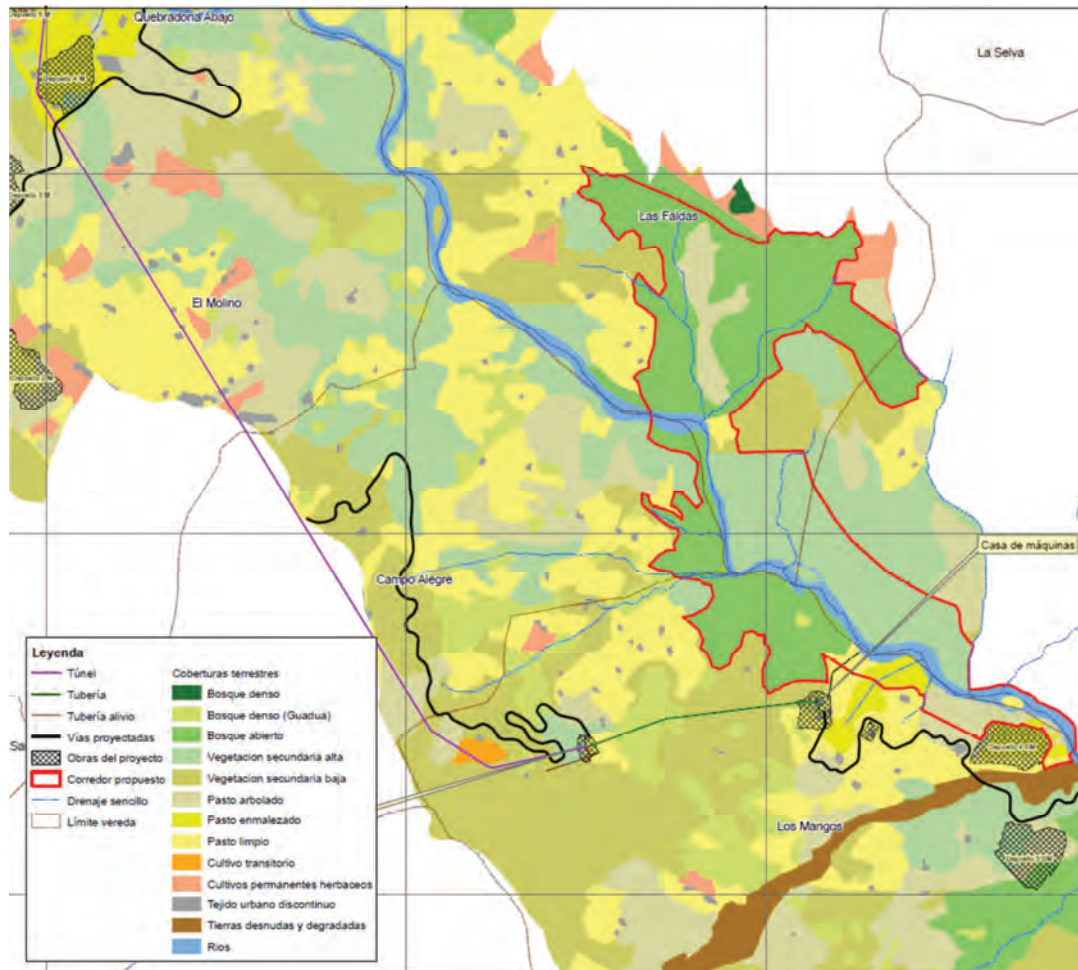 Quebradona Abajo
La Selva
Las Faldas
El Molino
Casa de máquinas
Campo Alegre
Los Mangos
Sa
Leyenda
Túnel
Tubería
Tubería alivio
Vías proyectadas
Obras del proyecto
Corredor propuesto
Drenaje sencillo
Límite vereda
Coberturas terrestres
Bosque denso
Bosque denso (Guadua)
Bosque abierto
Vegetación secundaria alta
Vegetacion secundaria baja
Pasto arbolado
Pasto enmalezado
Pasto limpio
Cultivo transitorio
Cultivos permanentes herbaceos
Tejido urbano discontinuo
Tierras desnudas y degradadas
Rios